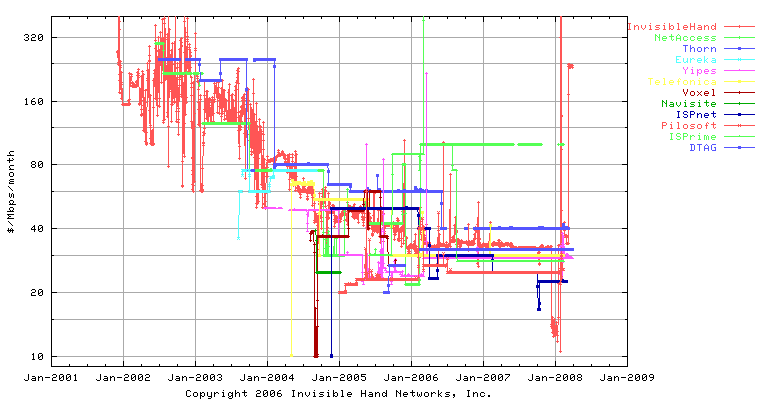 InvisibleHand
NetAccess
Thorn
Eureka
Yipes
Telefonica
Voxel
Navisite
ISPnet
Pilosoft
ISPrime
DTAG
$/Mbps/month
320
160
80
40
20
10
Jan-2001 Jan-2002 Jan-2003 Jan-2004 Jan-2005 Jan-2006 Jan-2007 Jan-2008 Jan-2009
Copyright 2006 Invisible Hand Networks, Inc.